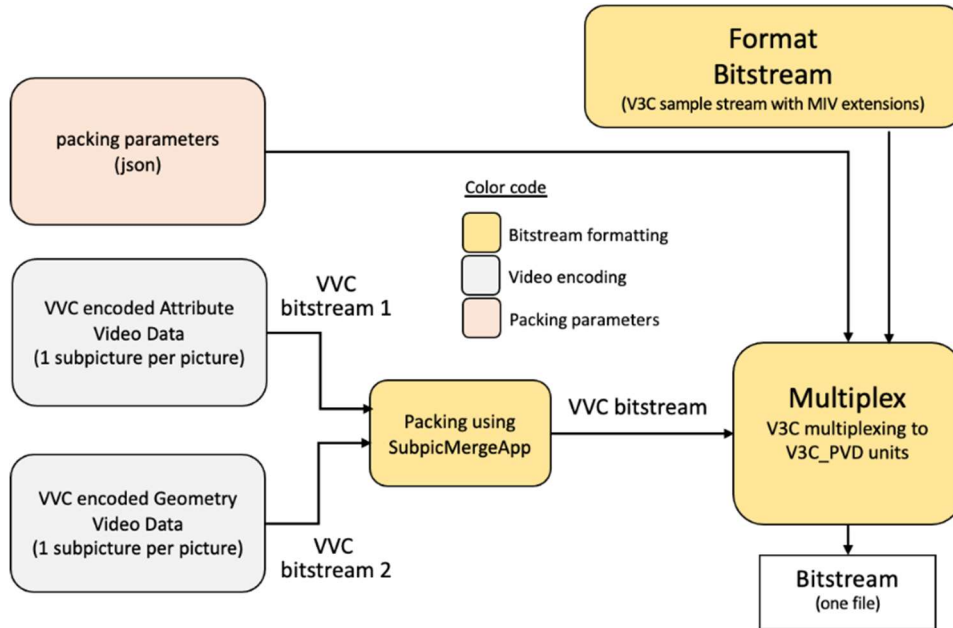 Format
Bitstream
(V3C sample stream with MIV extensions)
packing parameters
(json)
Color code
Bitstream formatting
Video encoding
Packing parameters
VVC encoded Attribute
Video Data
(1 subpicture per picture)
VVC
bitstream 1
Packing using
SubpicMergeApp
VVC bitstream
Multiplex
V3C multiplexing to
V3C_PVD units
VVC encoded Geometry
Video Data
(1 subpicture per picture)
VVC
bitstream 2
Bitstream
(one file)